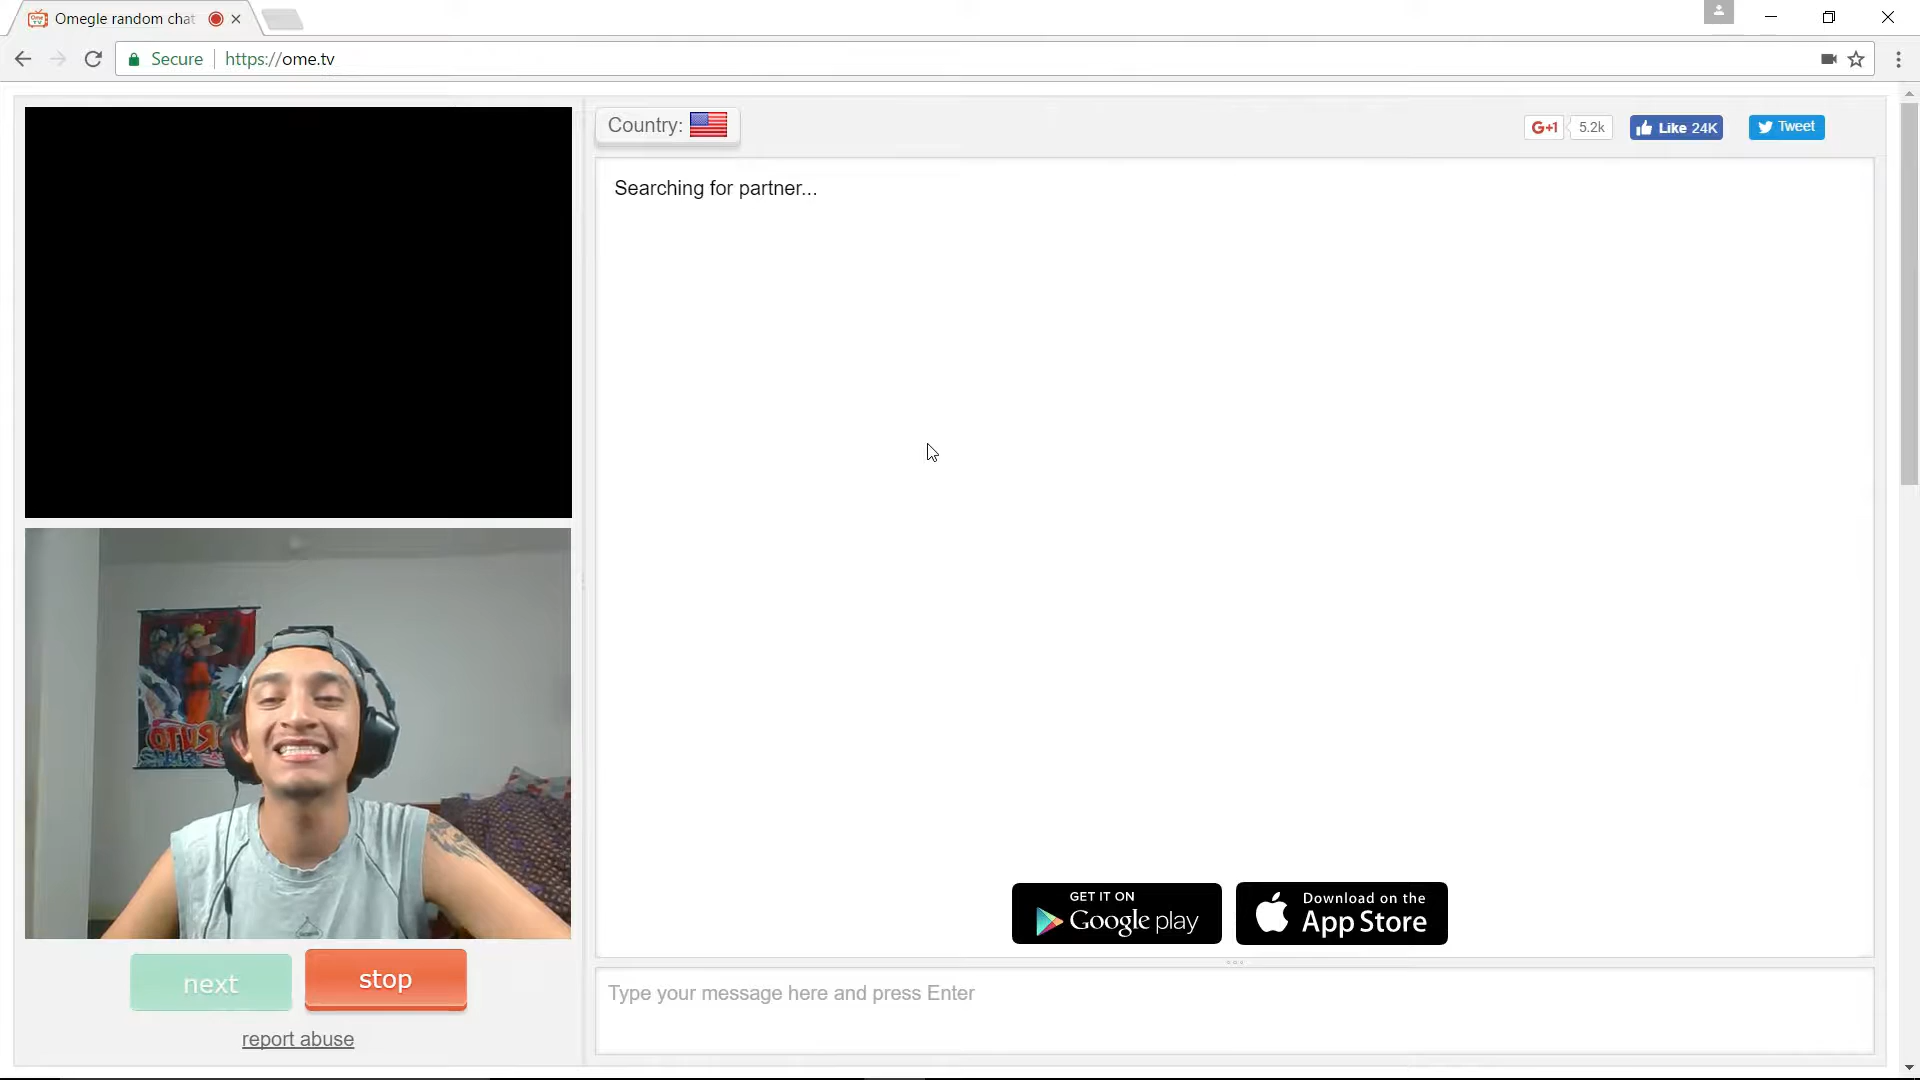 Omegle random chat
Secure
https://ome.tv
Country:
G+1
5.2k
Like 24K
Tweet
Searching for partner...
GET IT ON
Google play
Download on the
App Store
next
stop
report abuse
Type your message here and press Enter